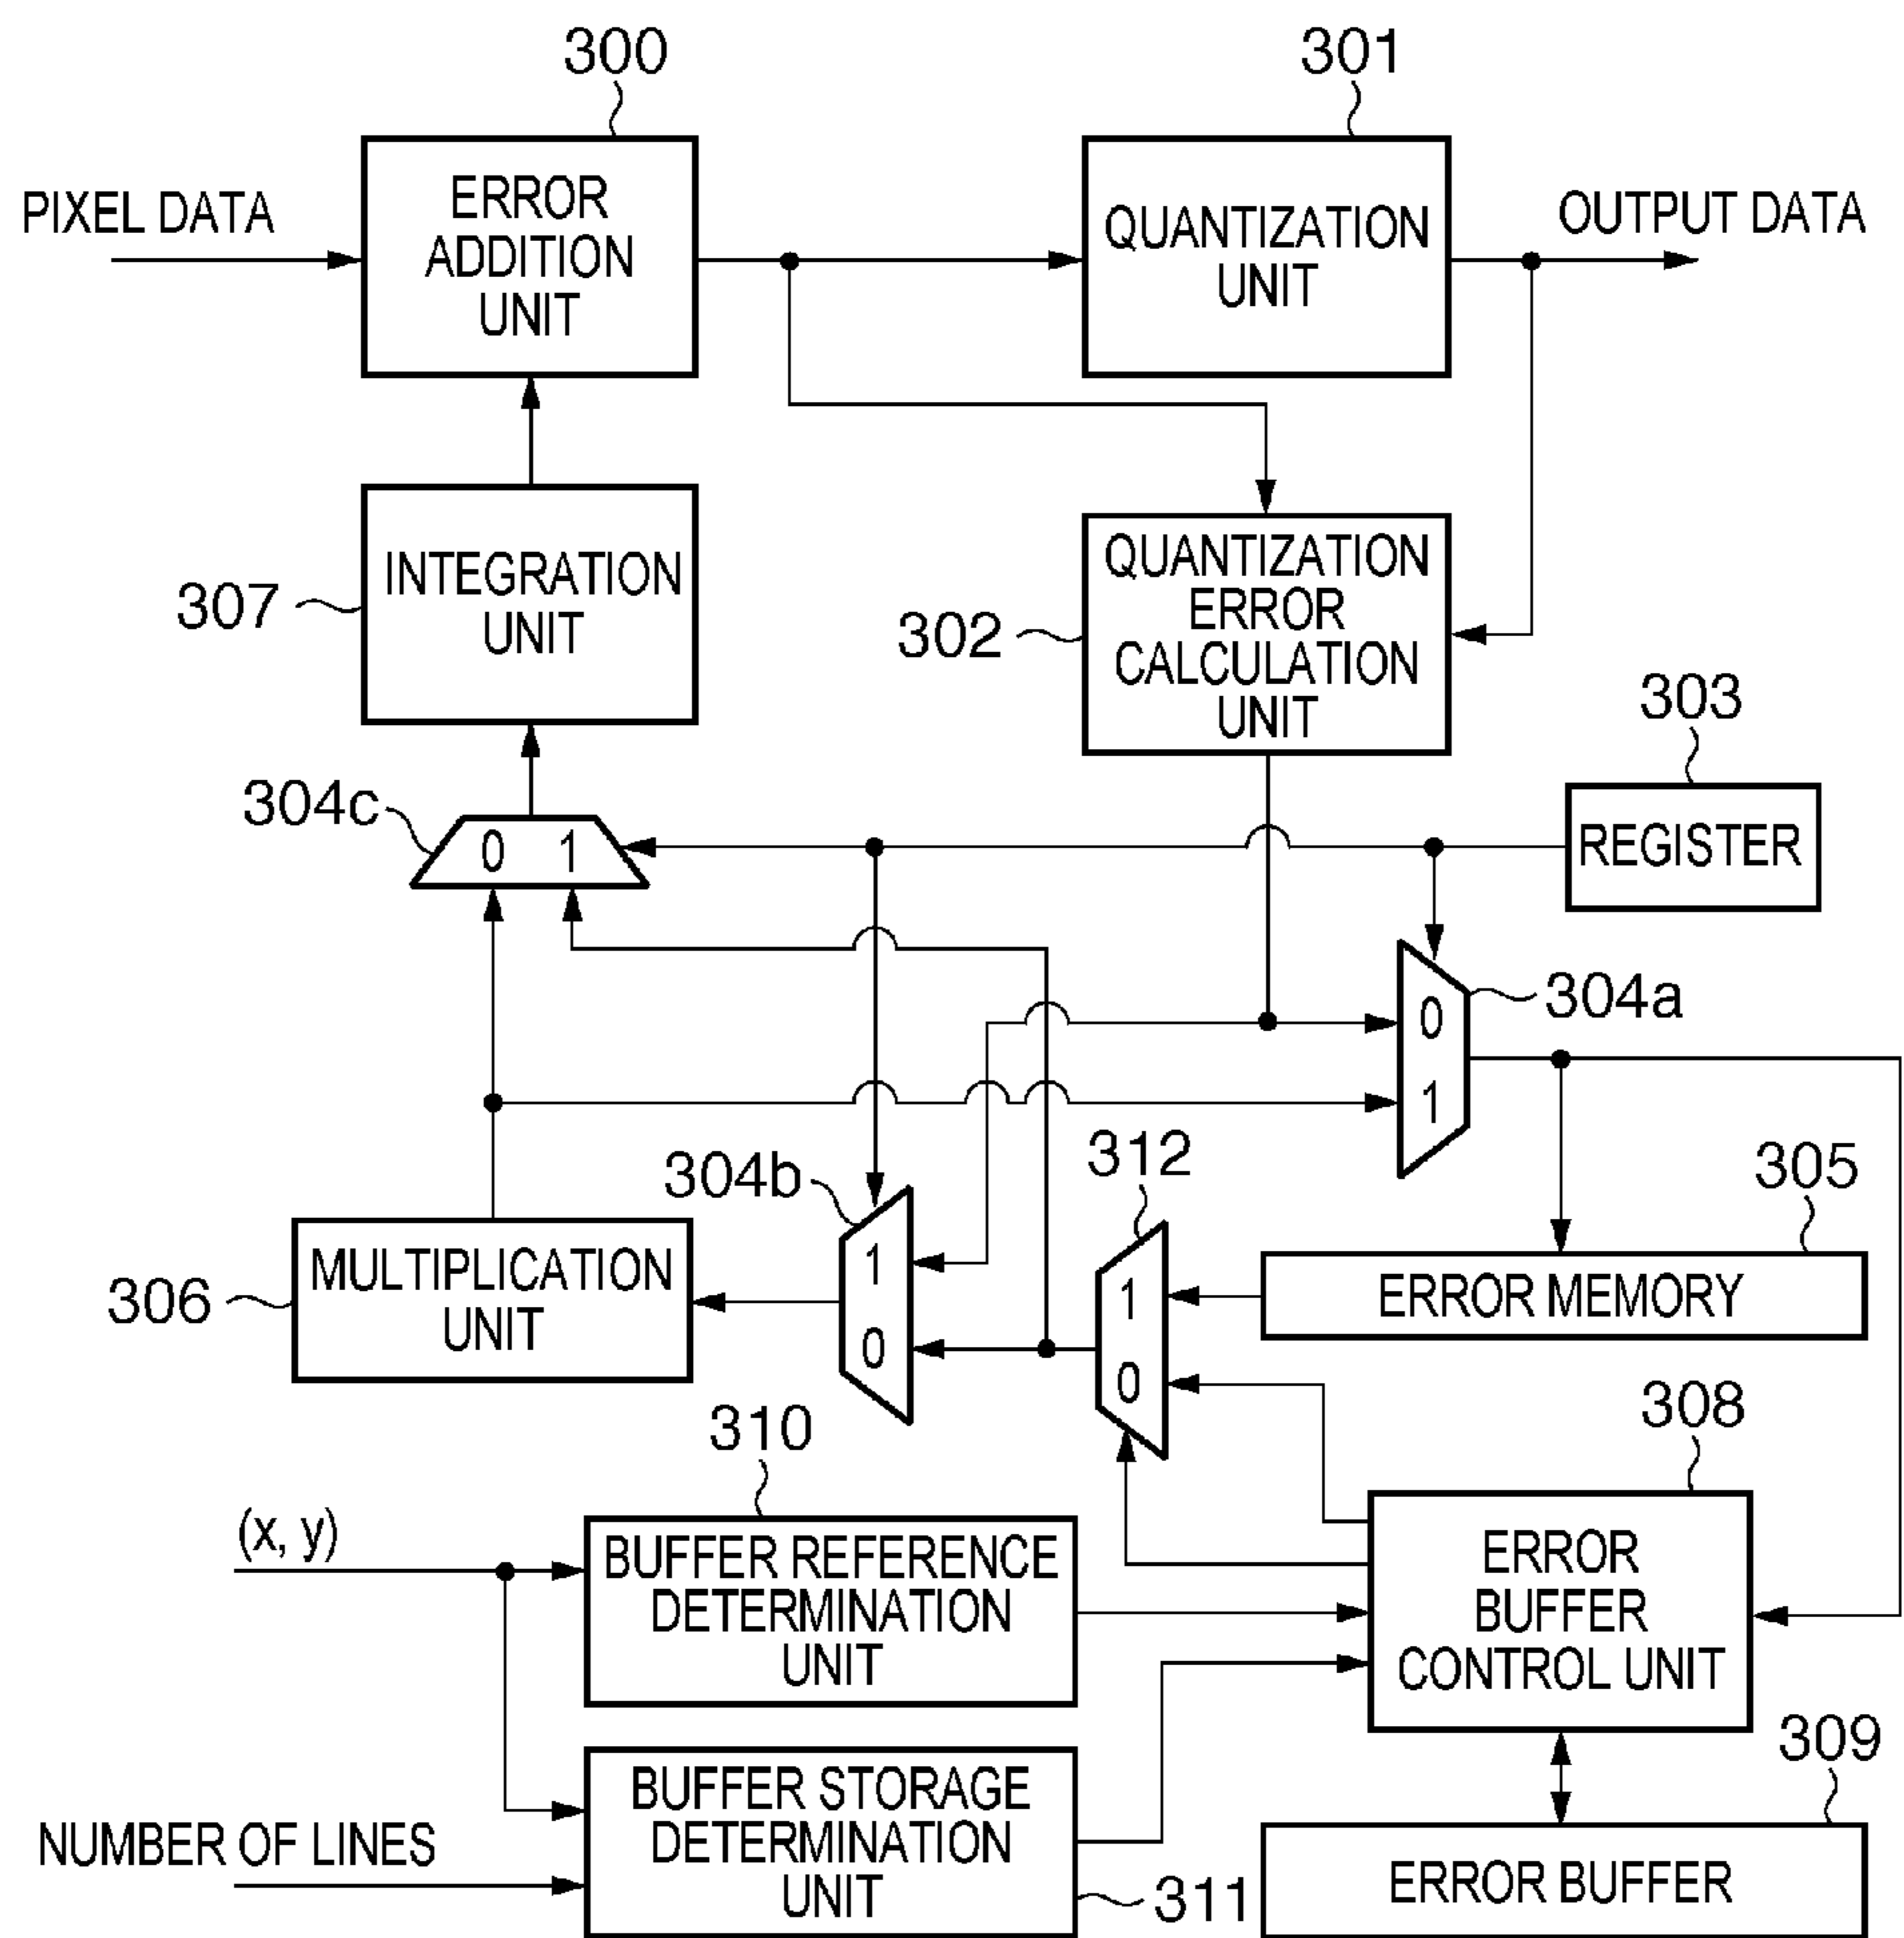 300
301
PIXEL DATA
ERROR
ADDITION
UNIT
QUANTIZATION
UNIT
OUTPUT DATA
307
INTEGRATION
UNIT
302
QUANTIZATION
ERROR
CALCULATION
UNIT
303
REGISTER
304c
0 1
304a
0
1
304b
1
0
312
1
0
305
ERROR MEMORY
306
MULTIPLICATION
UNIT
310
308
(x, y)
BUFFER REFERENCE
DETERMINATION
UNIT
ERROR
BUFFER
CONTROL UNIT
309
NUMBER OF LINES
BUFFER STORAGE
DETERMINATION
UNIT
311
ERROR BUFFER